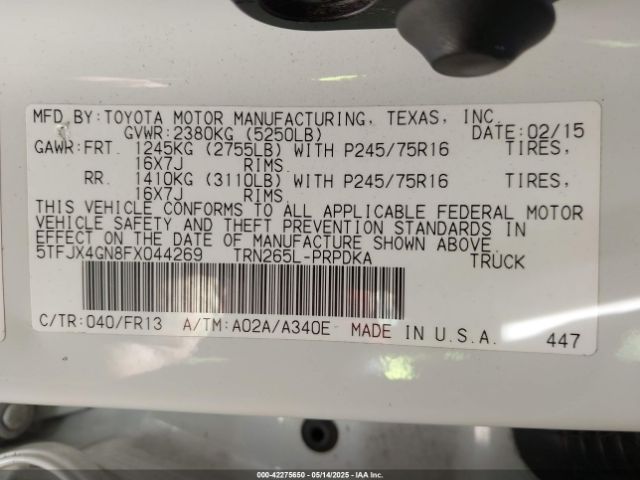 MFD.BY:TOYOTA MOTOR MANUFACTURING, TEXAS, INC.
GVWR:2380KG (5250LB) DATE:02/15
GAWR:FRT. 1245KG (2755LB) WITH P245/75R16 TIRES,
16X7J RIMS
RR. 1410KG (3110LB) WITH P245/75R16 TIRES,
16X7J RIMS.
THIS VEHICLE CONFORMS TO ALL APPLICABLE FEDERAL MOTOR
VEHICLE SAFETY AND THEFT PREVENTION STANDARDS IN
EFFECT ON THE DATE OF MANUFACTURE SHOWN ABOVE.
5TFJX4GN8FX044269 TRN265L-PRPDKA TRUCK
C/TR:040/FR13 A/TM:A02A/A340E MADE IN U.S.A. 447
000-42275650 05/14/2025 IAA Inc.